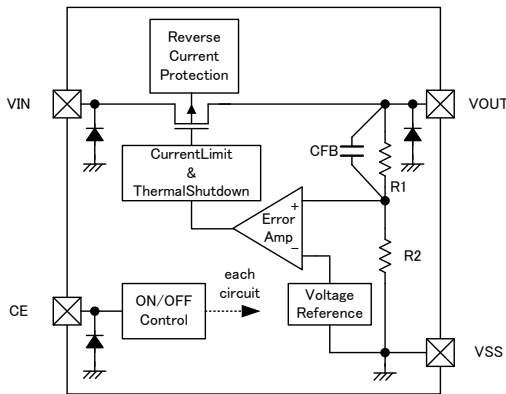 Reverse
Current
Protection
VIN
VOUT
CurrentLimit
&
ThermalShutdown
CFB
R1
+
Error
Amp
−
R2
each
circuit
CE
ON/OFF
Control
Voltage
Reference
VSS